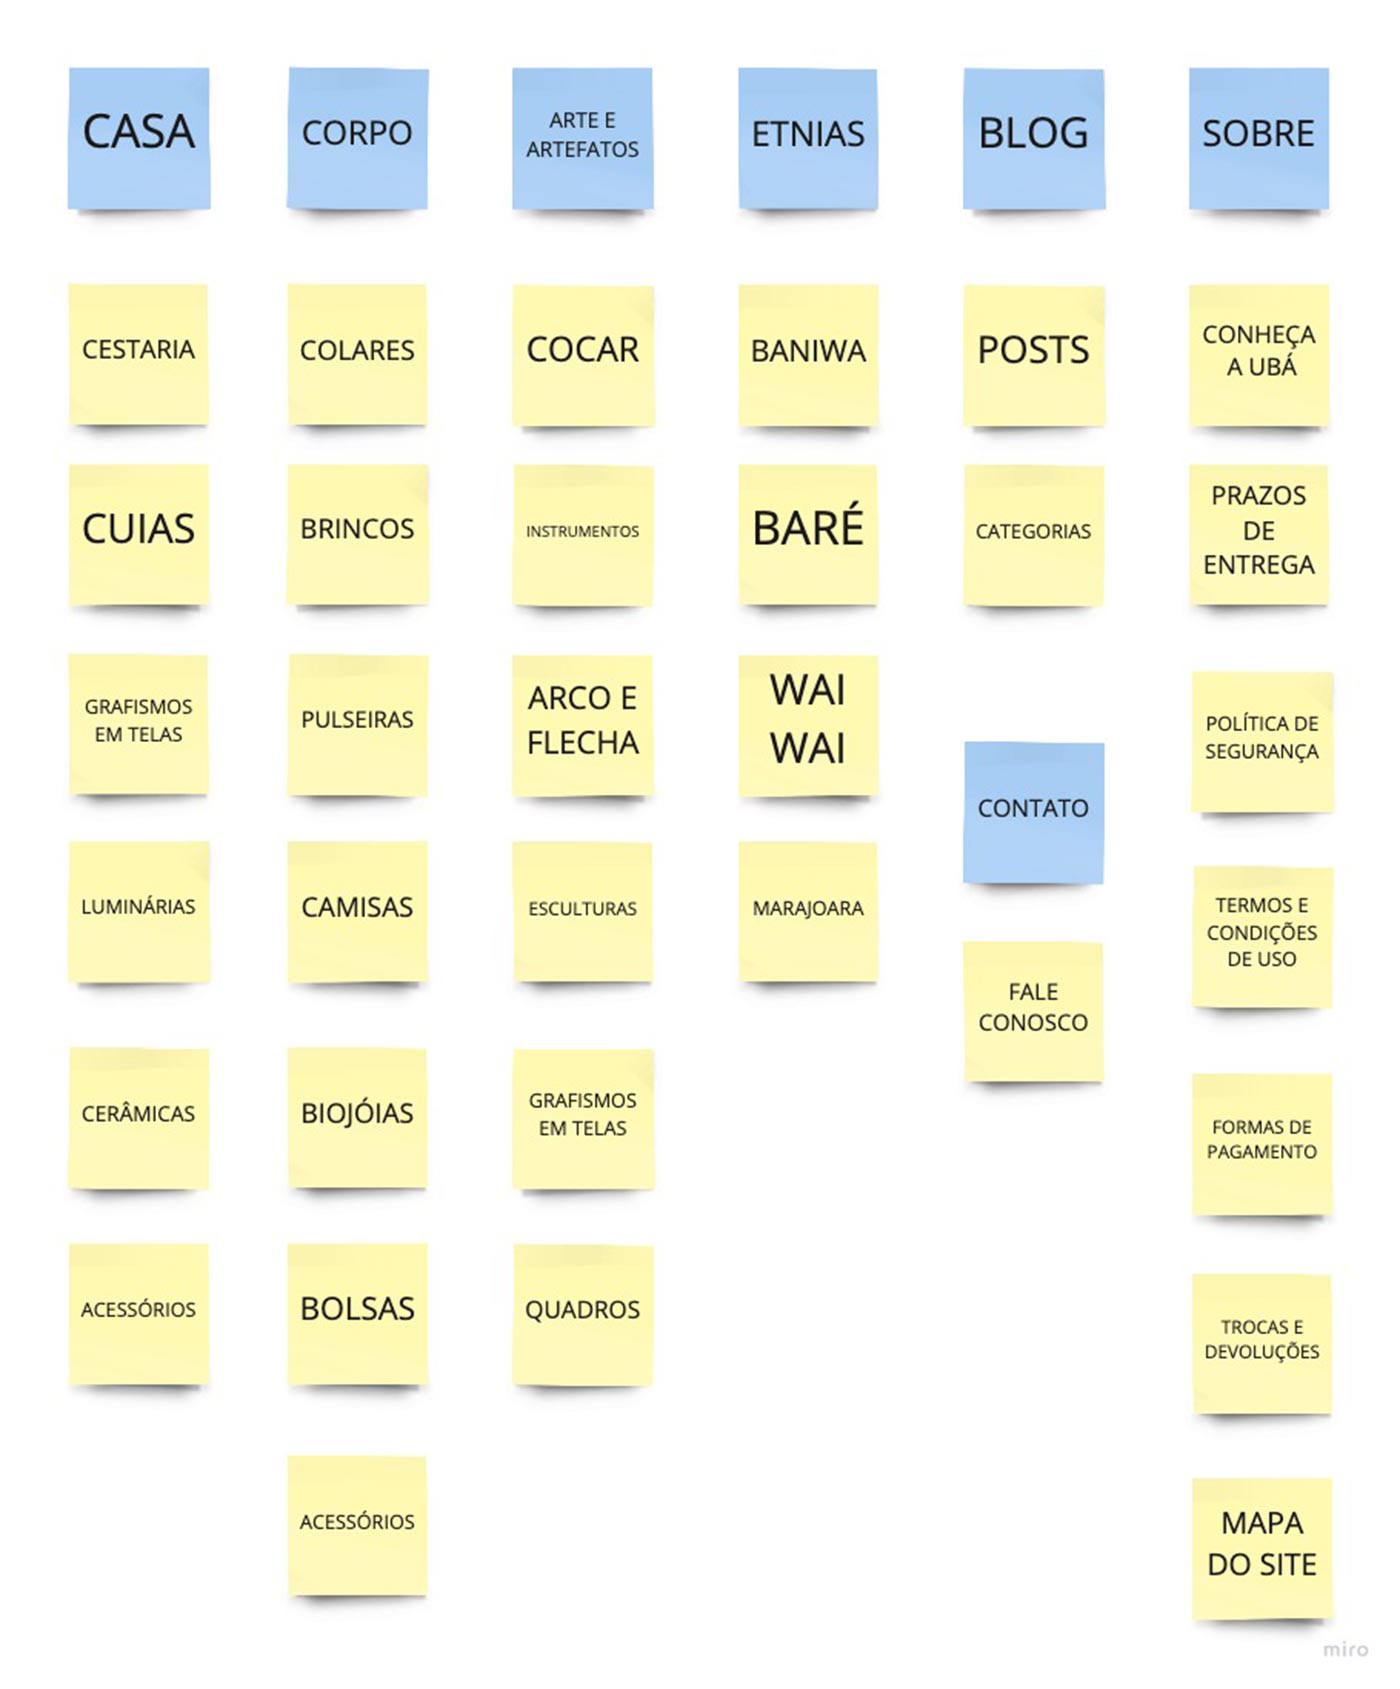 CASA
CORPO
ARTE E
ARTEFATOS
ETNIAS
BLOG
SOBRE
CESTARIA
COLARES
COCAR
BANIWA
POSTS
CONHEÇA
A UBÁ
CUIAS
BRINCOS
INSTRUMENTOS
BARÉ
CATEGORIAS
PRAZOS
DE
ENTREGA
GRAFISMOS
EM TELAS
PULSEIRAS
ARCO E
FLECHA
WAI
WAI
POLÍTICA DE
SEGURANÇA
CONTATO
LUMINÁRIAS
CAMISAS
ESCULTURAS
MARAJOARA
TERMOS E
CONDIÇÕES
DE USO
FALE
CONOSCO
CERÂMICAS
BIOJÓIAS
GRAFISMOS
EM TELAS
FORMAS DE
PAGAMENTO
ACESSÓRIOS
BOLSAS
QUADROS
TROCAS E
DEVOLUÇÕES
ACESSÓRIOS
MAPA
DO SITE
miro